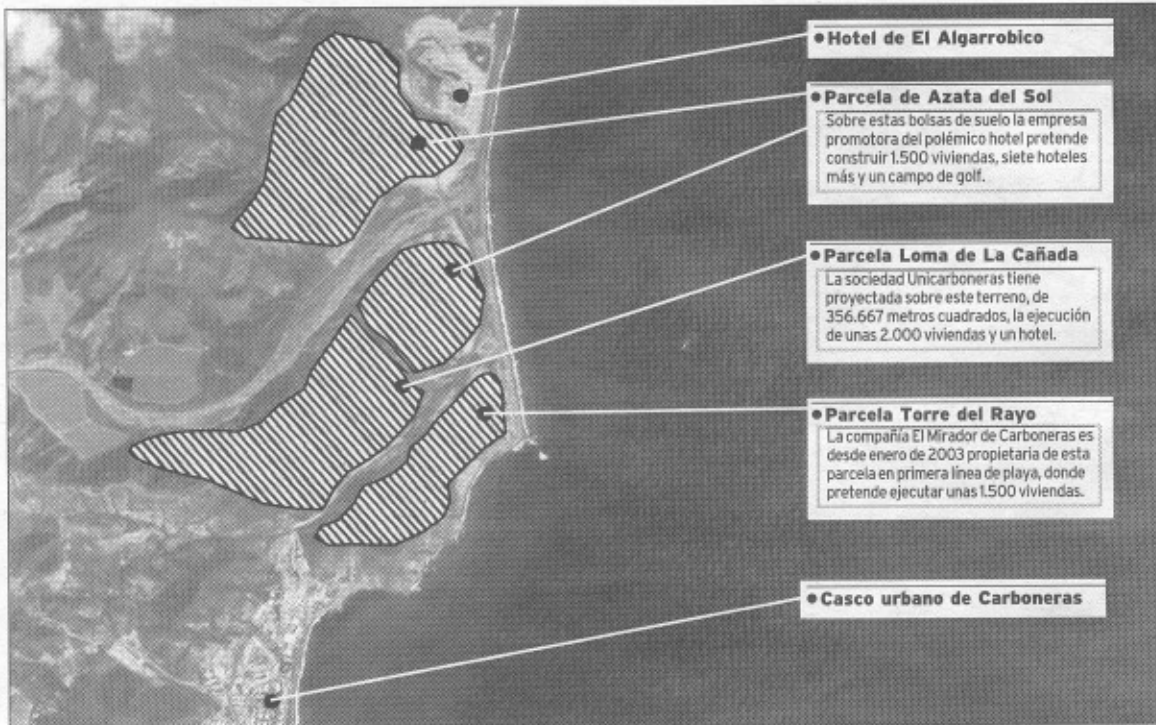 • Hotel de El Algarrobico
• Parcela de Azata del Sol
Sobre estas bolsas de suelo la empresa
promotora del polémico hotel pretende
construir 1.500 viviendas, siete hoteles
más y un campo de golf.
• Parcela Loma de La Cañada
La sociedad Unicarboneras tiene
proyectada sobre este terreno, de
356.667 metros cuadrados, la ejecución
de unas 2.000 viviendas y un hotel.
• Parcela Torre del Rayo
La compañía El Mirador de Carboneras es
desde enero de 2003 propietaria de esta
parcela en primera línea de playa, donde
pretende ejecutar unas 1.500 viviendas.
• Casco urbano de Carboneras